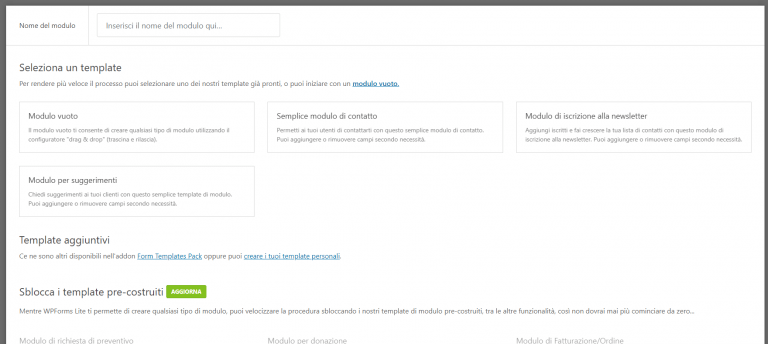 Nome del modulo
Inserisci il nome del modulo qui...
Seleziona un template
Per rendere più veloce il processo puoi selezionare uno dei nostri template già pronti, o puoi iniziare con un modulo vuoto.
Modulo vuoto
Il modulo vuoto ti consente di creare qualsiasi tipo di modulo utilizzando il
configuratore "drag & drop" (trascina e rilascia).
Semplice modulo di contatto
Permetti ai tuoi utenti di contattarti con questo semplice modulo di contatto.
Puoi aggiungere o rimuovere campi secondo necessità.
Modulo di iscrizione alla newsletter
Aggiungi iscritti e fai crescere la tua lista di contatti con questo modulo di
iscrizione alla newsletter. Puoi aggiungere o rimuovere campi secondo necessità.
Modulo per suggerimenti
Chiedi suggerimenti ai tuoi clienti con questo semplice template di modulo.
Puoi aggiungere o rimuovere campi secondo necessità.
Template aggiuntivi
Ce ne sono altri disponibili nell'addon Form Templates Pack oppure puoi creare i tuoi template personali.
Sblocca i template pre-costruiti AGGIORNA
Mentre WPForms Lite ti permette di creare qualsiasi tipo di modulo, puoi velocizzare la procedura sbloccando i nostri template di modulo pre-costruiti, tra le altre funzionalità, così non dovrai mai più cominciare da zero...
Modulo di richiesta di preventivo
Modulo per donazione
Modulo di Fatturazione/Ordine